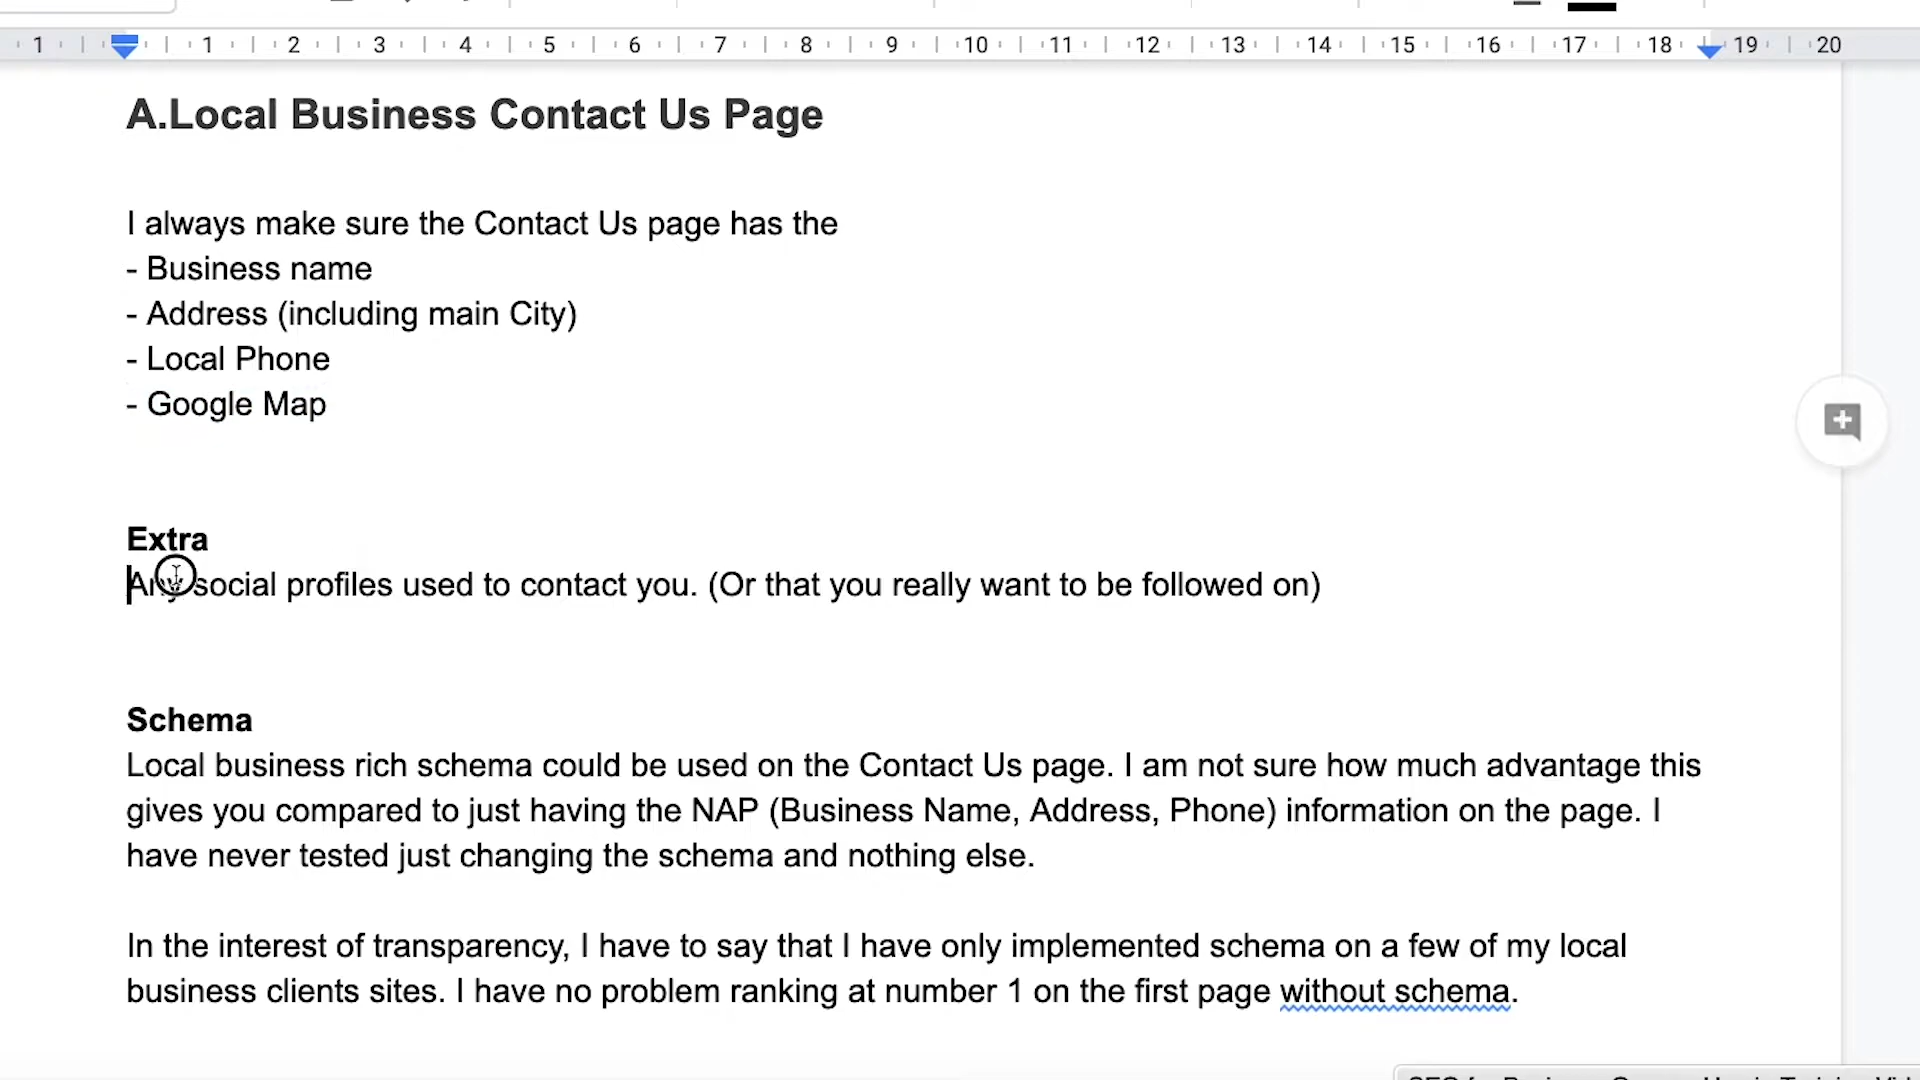 1 1 2 3 4 5 6 7 8 9 10 11 12 13 14 15 16 17 18 19 20
A.Local Business Contact Us Page
I always make sure the Contact Us page has the
- Business name
- Address (including main City)
- Local Phone
- Google Map
Extra
Any social profiles used to contact you. (Or that you really want to be followed on)
Schema
Local business rich schema could be used on the Contact Us page. I am not sure how much advantage this
gives you compared to just having the NAP (Business Name, Address, Phone) information on the page. I
have never tested just changing the schema and nothing else.
In the interest of transparency, I have to say that I have only implemented schema on a few of my local
business clients sites. I have no problem ranking at number 1 on the first page without schema.